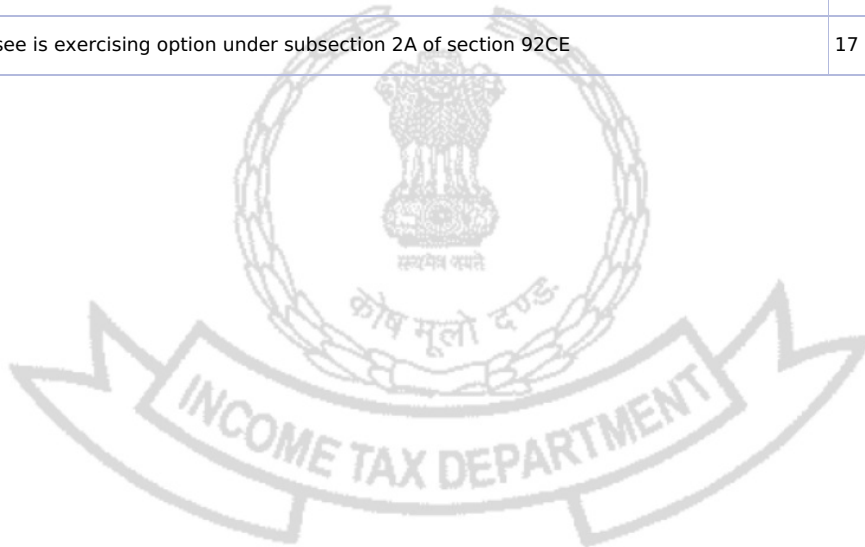 see is exercising option under subsection 2A of section 92CE
17
सत्यमेव जयते
कोष मूलो दण्ड:
INCOME TAX DEPARTMENT